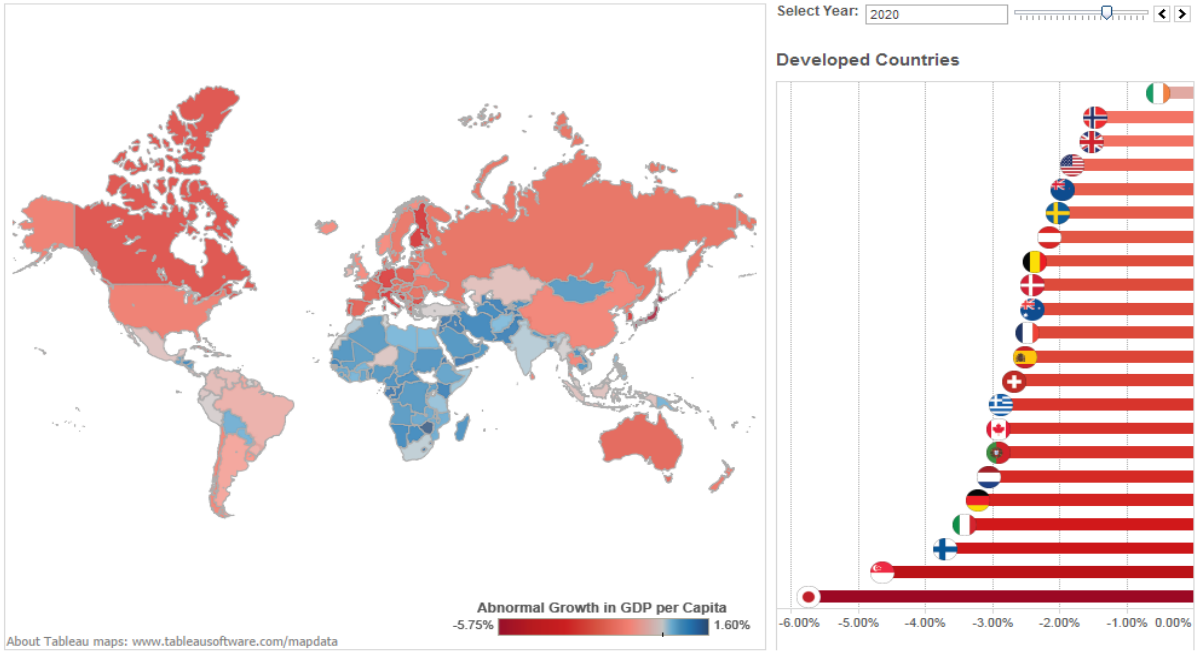 Select Year: 2020
Developed Countries
Abnormal Growth in GDP per Capita
-5.75% 1.60%
About Tableau maps: www.tableausoftware.com/mapdata
-6.00% -5.00% -4.00% -3.00% -2.00% -1.00% 0.00%